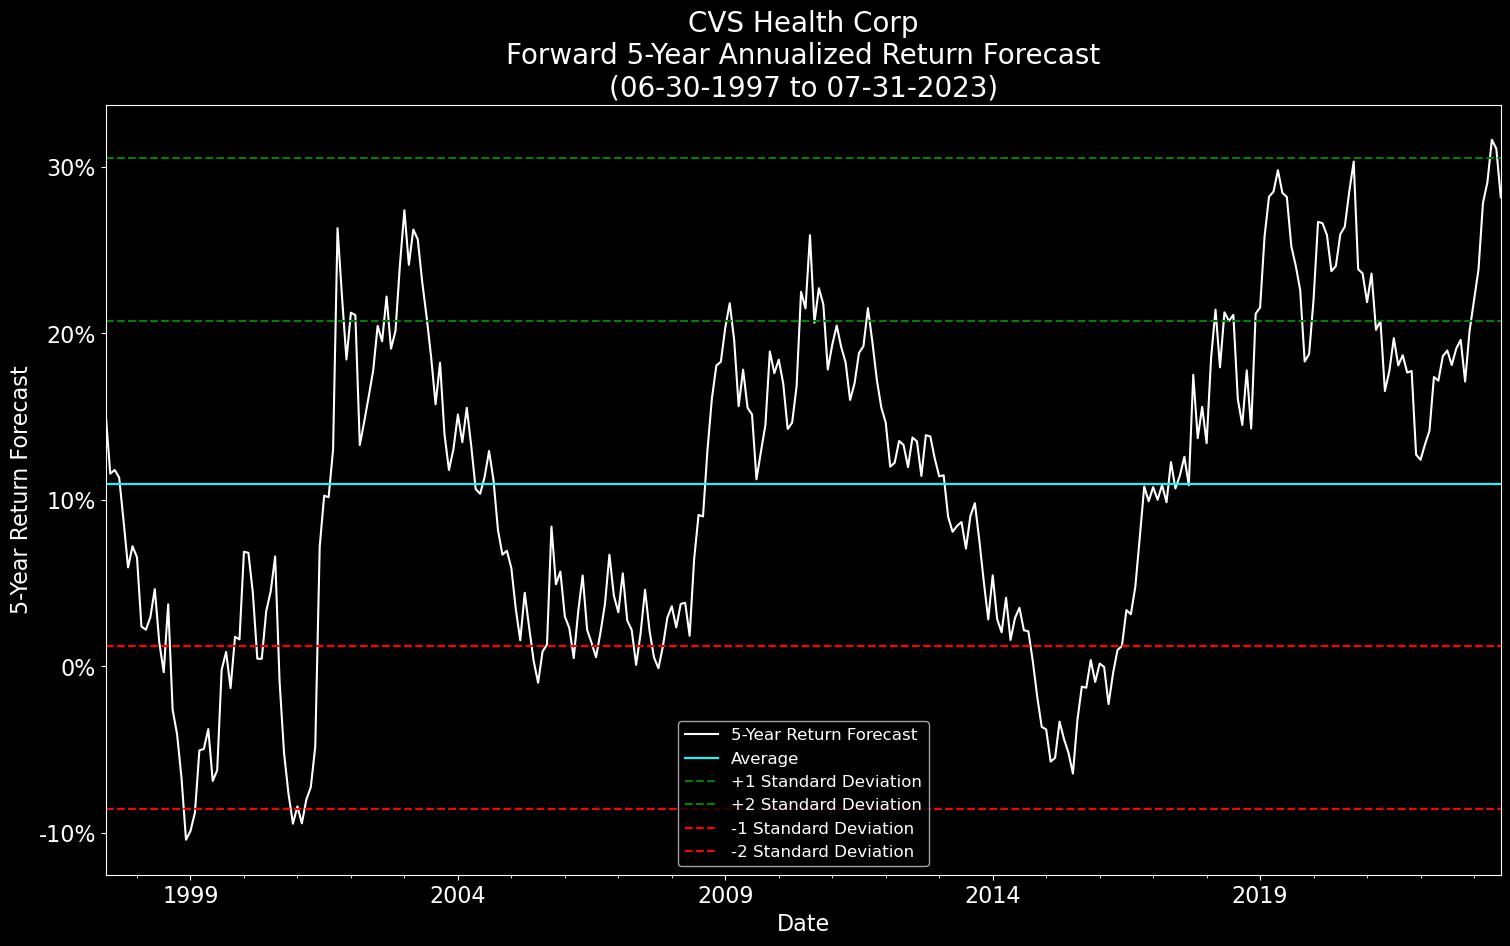 CVS Health Corp
Forward 5-Year Annualized Return Forecast
(06-30-1997 to 07-31-2023)
30%
20%
10%
0%
-10%
5-Year Return Forecast
5-Year Return Forecast
Average
+1 Standard Deviation
+2 Standard Deviation
-1 Standard Deviation
-2 Standard Deviation
1999 2004 2009 2014 2019
Date